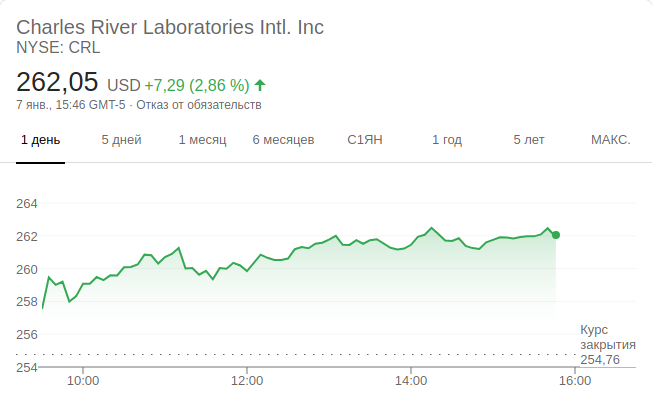 Charles River Laboratories Intl. Inc
NYSE: CRL
262,05 USD +7,29 (2,86 %)
7 янв., 15:46 GMT-5 · Отказ от обязательств
1 день 5 дней 1 месяц 6 месяцев С1ЯН 1 год 5 лет МАКС.
264
262
260
258
256
Курс
закрытия
254,76
254
10:00 12:00 14:00 16:00